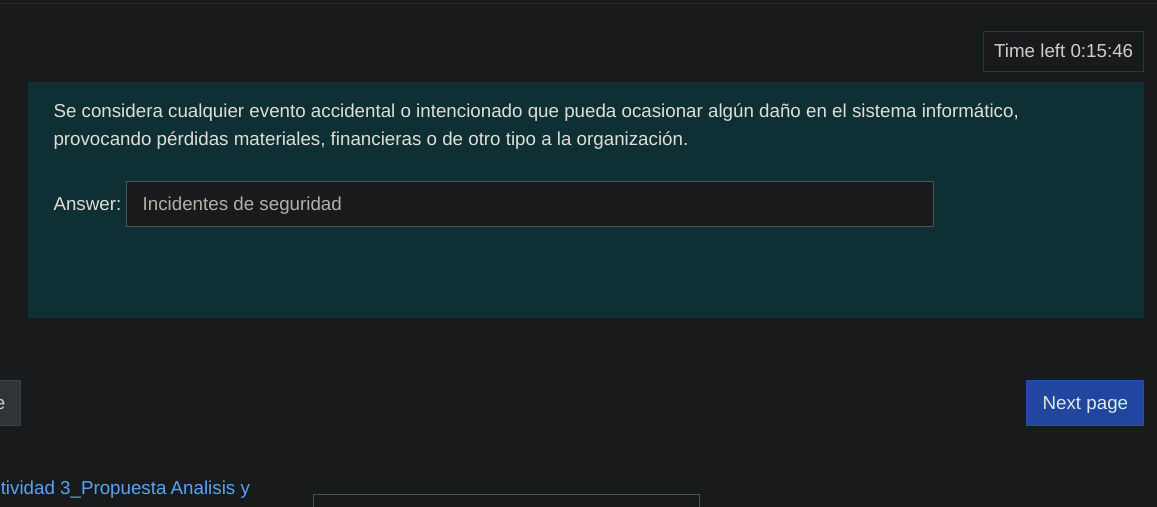 Time left 0:15:46
Se considera cualquier evento accidental o intencionado que pueda ocasionar algún daño en el sistema informático,
provocando pérdidas materiales, financieras o de otro tipo a la organización.
Answer: Incidentes de seguridad
e
Next page
tividad 3_Propuesta Analisis y